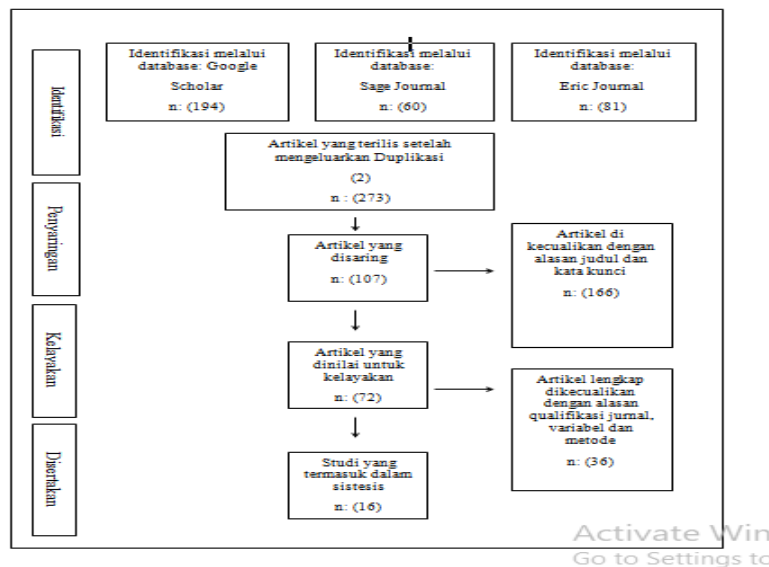 Identifikasi
Identifikasi melalui
database: Google
Scholar
n: (194)
Identifikasi melalui
database:
Sage Journal
n: (60)
Identifikasi melalui
database:
Eric Journal
n: (81)
Artikel yang terilis setelah
mengeluarkan Duplikasi
(2)
n : (273)
Penyaringan
Artikel yang
disaring
n: (107)
Artikel di
kecualikan dengan
alasan judul dan
kata kunci
n: (166)
Kelayakan
Artikel yang
dinilai untuk
kelayakan
n: (72)
Artikel lengkap
dikecualikan
dengan alasan
qualifikasi jurnal,
variabel dan
metode
n: (36)
Disertakan
Studi yang
termasuk dalam
sistesis
n: (16)
Activate Win
Go to Settings to